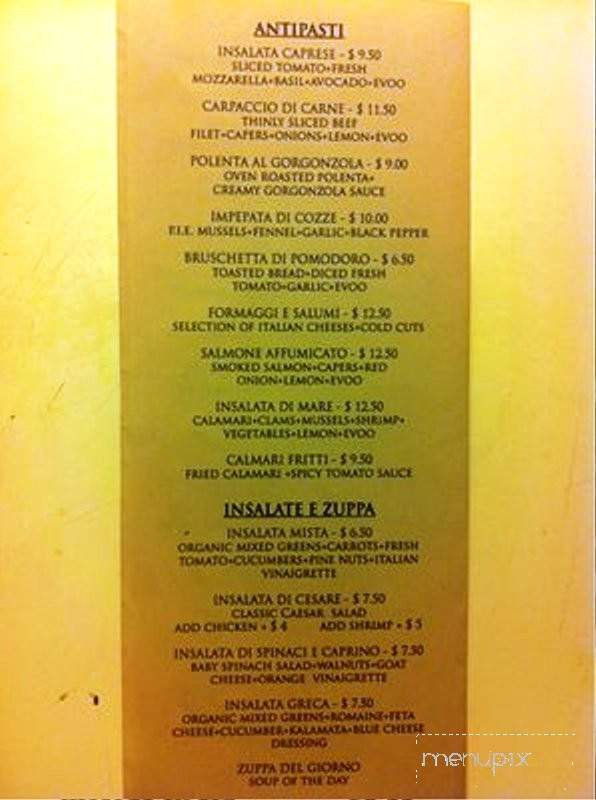 ANTIPASTI
INSALATA CAPRESE - $ 9.50
SLICED TOMATO•FRESH
MOZZARELLA•BASIL•AVOCADO•EVOO
CARPACCIO DI CARNE - $ 11.50
THINLY SLICED BEEF
FILET•CAPERS•ONIONS•LEMON•EVOO
POLENTA AL GORGONZOLA - $ 9.00
OVEN ROASTED POLENTA•
CREAMY GORGONZOLA SAUCE
IMPEPATA DI COZZE - $ 10.00
P.I.E. MUSSELS•FENNEL•GARLIC•BLACK PEPPER
BRUSCHETTA DI POMODORO - $ 6.50
TOASTED BREAD•DICED FRESH
TOMATO•GARLIC•EVOO
FORMAGGI E SALUMI - $ 12.50
SELECTION OF ITALIAN CHEESES•COLD CUTS
SALMONE AFFUMICATO - $ 12.50
SMOKED SALMON•CAPERS•RED
ONION•LEMON•EVOO
INSALATA DI MARE - $ 12.50
CALAMARI•CLAMS•MUSSELS•SHRIMP•
VEGETABLES•LEMON•EVOO
CALMARI FRITTI - $ 9.50
FRIED CALAMARI •SPICY TOMATO SAUCE
INSALATE E ZUPPA
INSALATA MISTA - $ 6.50
ORGANIC MIXED GREENS•CARROTS•FRESH
TOMATO•CUCUMBERS•PINE NUTS•ITALIAN
VINAIGRETTE
INSALATA DI CESARE - $ 7.50
CLASSIC CAESAR SALAD
ADD CHICKEN + $ 4 ADD SHRIMP + $ 5
INSALATA DI SPINACI E CAPRINO - $ 7.50
BABY SPINACH SALAD•WALNUTS•GOAT
CHEESE•ORANGE VINAIGRETTE
INSALATA GRECA - $ 7.50
ORGANIC MIXED GREENS•ROMAINE•FETA
CHEESE•CUCUMBER•KALAMATA•BLUE CHEESE
DRESSING
ZUPPA DEL GIORNO
SOUP OF THE DAY
menupix